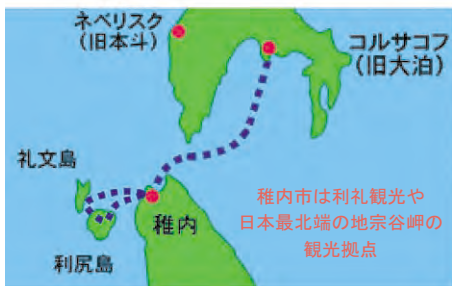 ネベリスク
(旧本斗)
コルサコフ
(旧大泊)
礼文島
稚内
利尻島
稚内市は利礼観光や
日本最北端の地宗谷岬の
観光拠点